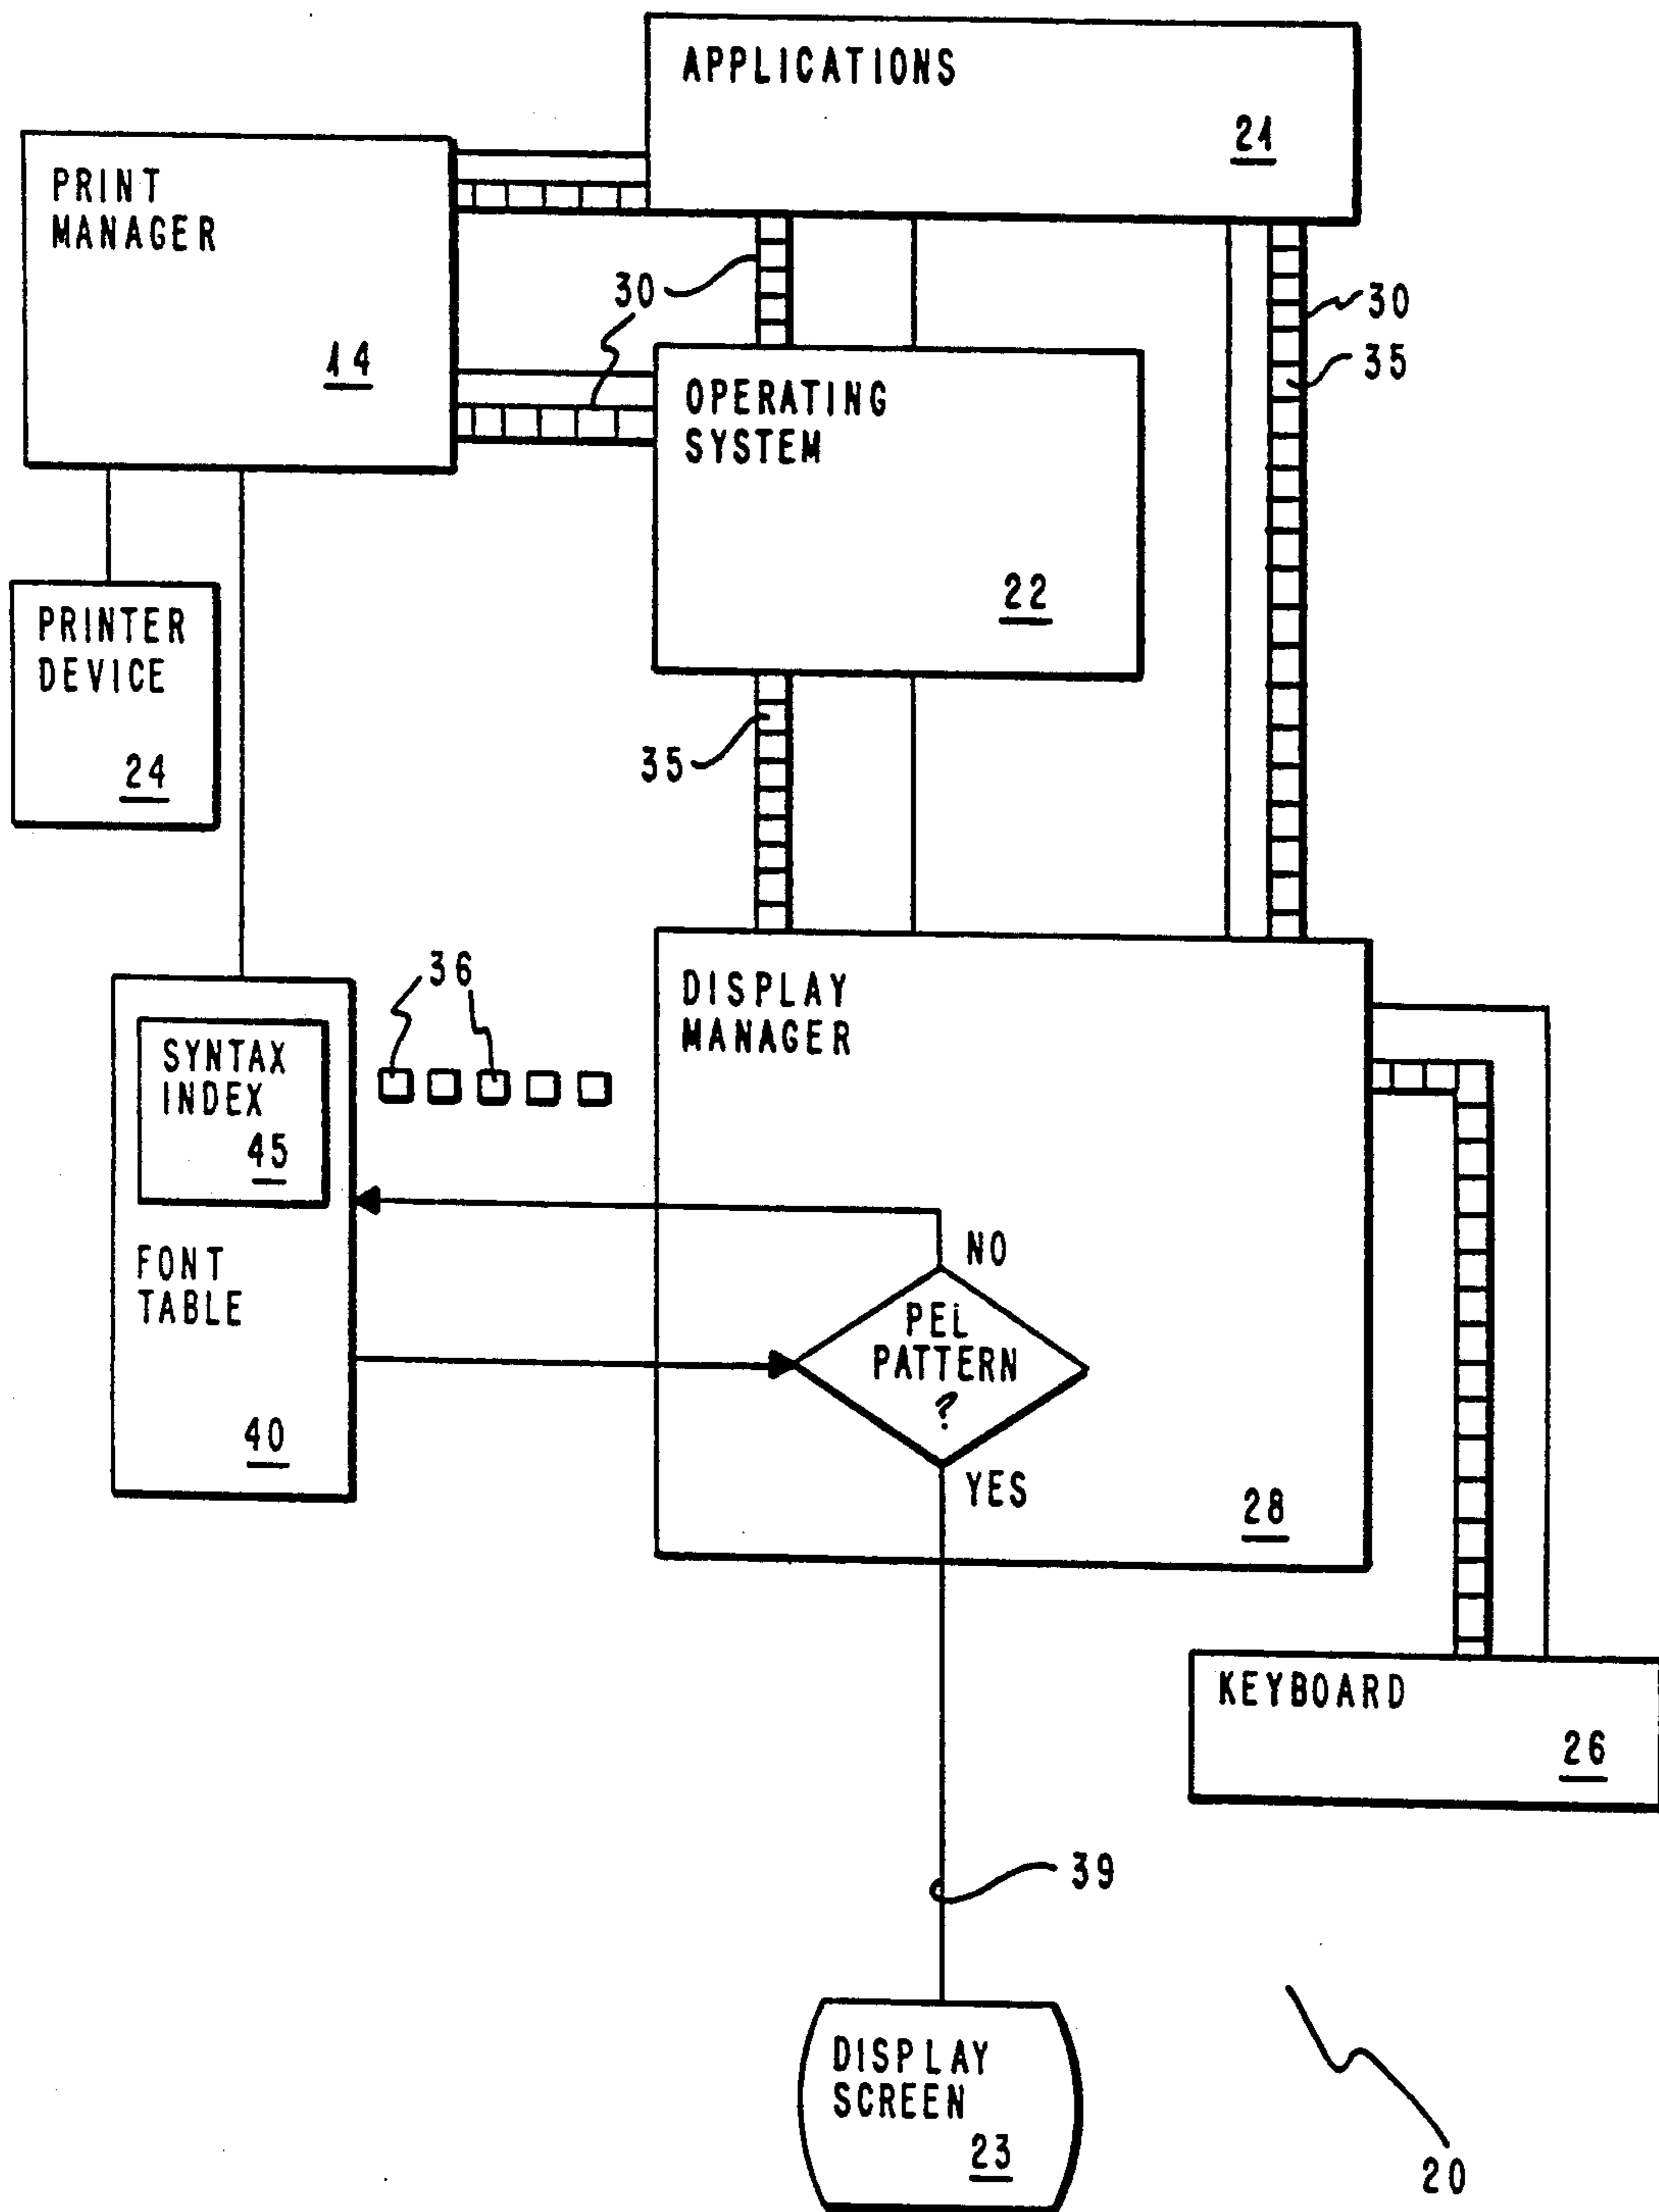 APPLICATIONS
21
PRINT
MANAGER
14
30
30
35
OPERATING
SYSTEM
22
PRINTER
DEVICE
24
35
36
DISPLAY
MANAGER
SYNTAX
INDEX
45
NO
FONT
TABLE
PEL
PATTERN
?
40
YES
28
KEYBOARD
26
39
DISPLAY
SCREEN
23
20